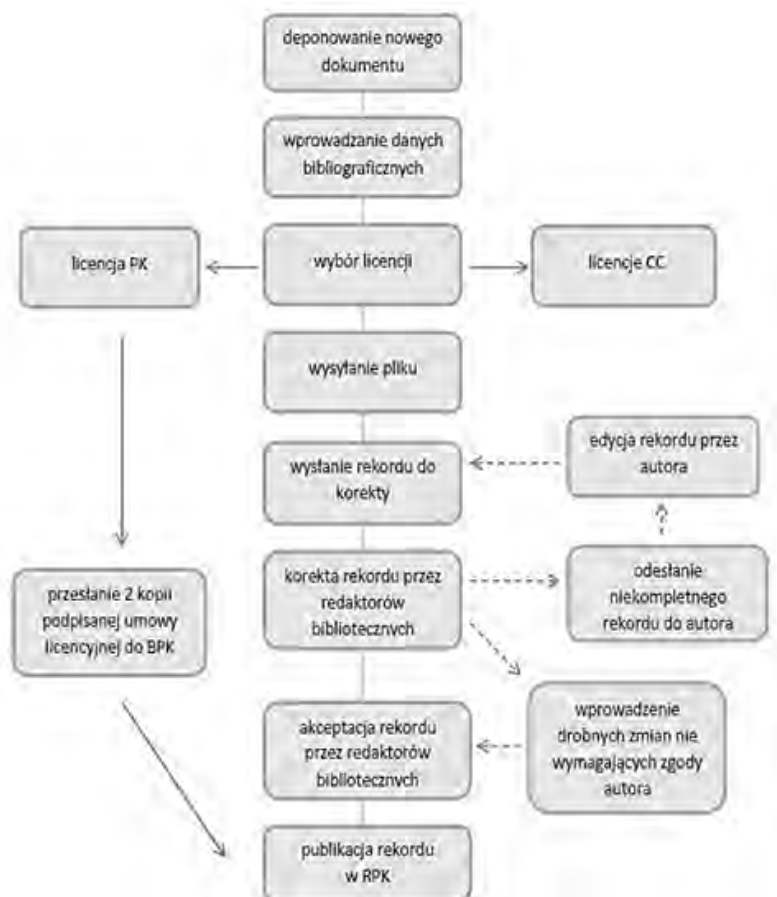 deponowanie nowego
dokumentu
wprowadzanie danych
bibliograficznych
licencja PK
wybór licencji
licencje CC
wysyłanie pliku
wysłanie rekordu do
korekty
edycja rekordu przez
autora
korekta rekordu przez
redaktorów
bibliotecznych
odesłanie
niekompletnego
rekordu do autora
przesłanie 2 kopii
podpisanej umowy
licencyjnej do BPK
akceptacja rekordu
przez redaktorów
bibliotecznych
wprowadzenie
drobnych zmian nie
wymagających zgody
autora
publikacja rekordu
w RPK